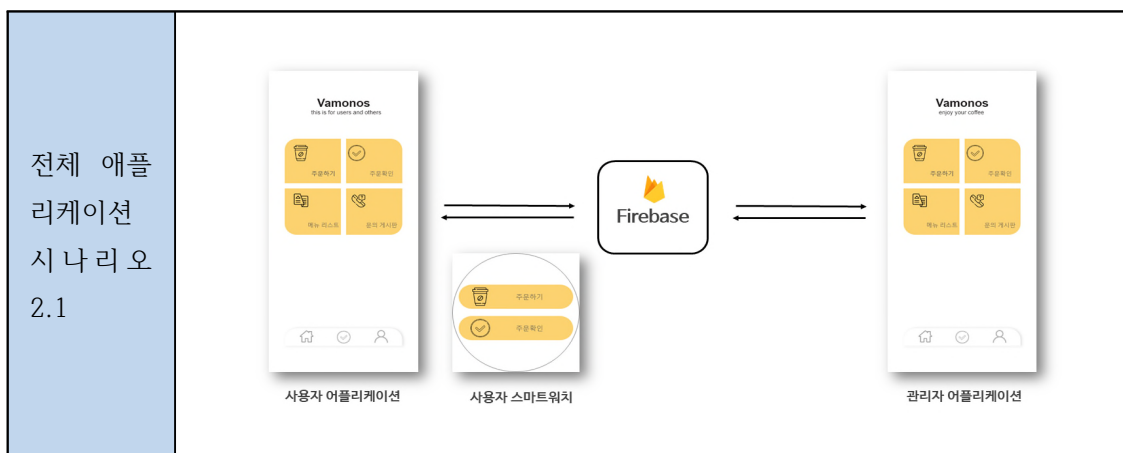 전체 애플
리케이션
시나리오
2.1
Vamonos
this is for users and others
주문하기
주문확인
메뉴 리스트
문의 게시판
사용자 어플리케이션
주문하기
주문확인
사용자 스마트워치
Firebase
Vamonos
enjoy your coffee
주문하기
주문확인
메뉴 리스트
문의 게시판
관리자 어플리케이션